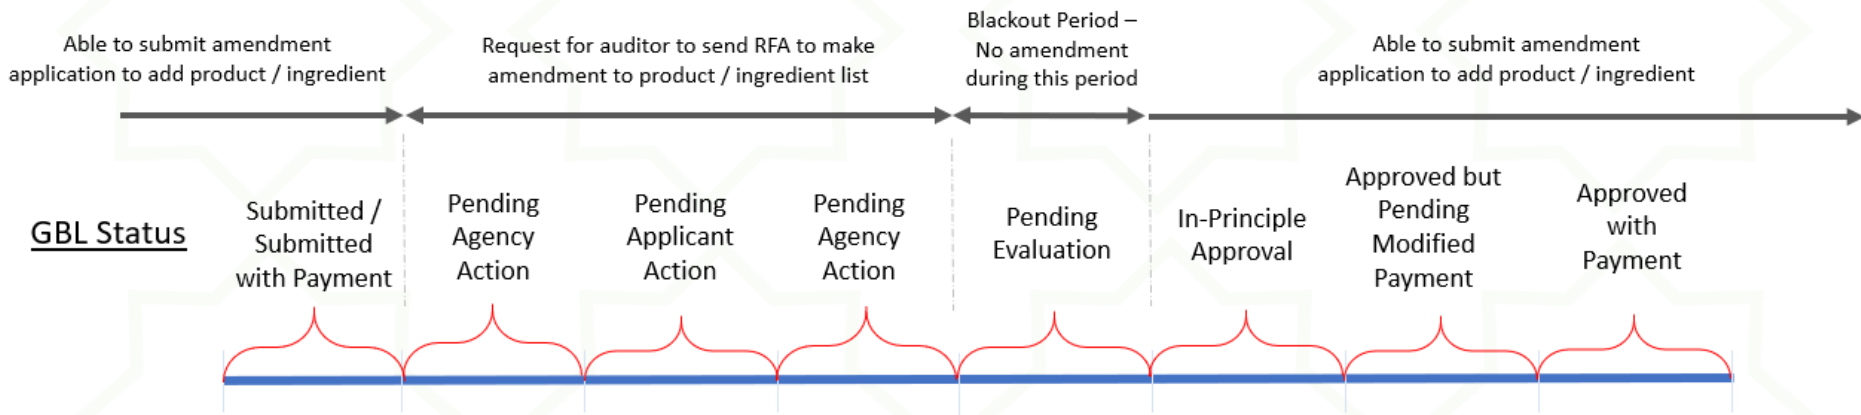 Able to submit amendment
application to add product / ingredient
Request for auditor to send RFA to make
amendment to product / ingredient list
Blackout Period –
No amendment
during this period
Able to submit amendment
application to add product / ingredient
GBL Status
Submitted /
Submitted
with Payment
Pending
Agency
Action
Pending
Applicant
Action
Pending
Agency
Action
Pending
Evaluation
In-Principle
Approval
Approved but
Pending
Modified
Payment
Approved
with
Payment